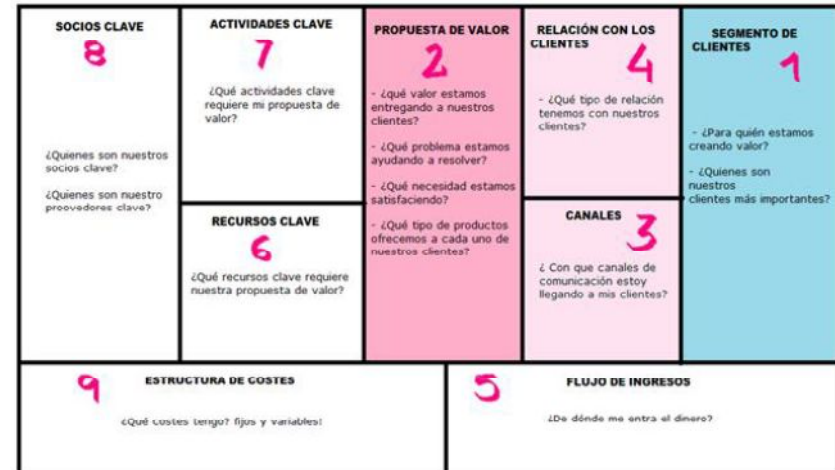 SOCIOS CLAVE
8
¿Quienes son nuestros
socios clave?
¿Quienes son nuestro
proovedores clave?
ACTIVIDADES CLAVE
7
¿Qué actividades clave
requiere mi propuesta de
valor?
RECURSOS CLAVE
6
¿Qué recursos clave requiere
nuestra propuesta de valor?
PROPUESTA DE VALOR
2
- ¿qué valor estamos
entregando a nuestros
clientes?
- ¿Qué problema estamos
ayudando a resolver?
- ¿Qué necesidad estamos
satisfaciendo?
- ¿Qué tipo de productos
ofrecemos a cada uno de
nuestros clientes?
RELACIÓN CON LOS
CLIENTES
4
- ¿Qué tipo de relación
tenemos con nuestros
clientes?
CANALES
3
¿ Con que canales de
comunicación estoy
llegando a mis clientes?
SEGMENTO DE
CLIENTES
1
- ¿Para quién estamos
creando valor?
- ¿Quienes son
nuestros
clientes más importantes?
9
ESTRUCTURA DE COSTES
¿Qué costes tengo? fijos y variables!
5
FLUJO DE INGRESOS
¿De dónde me entra el dinero?